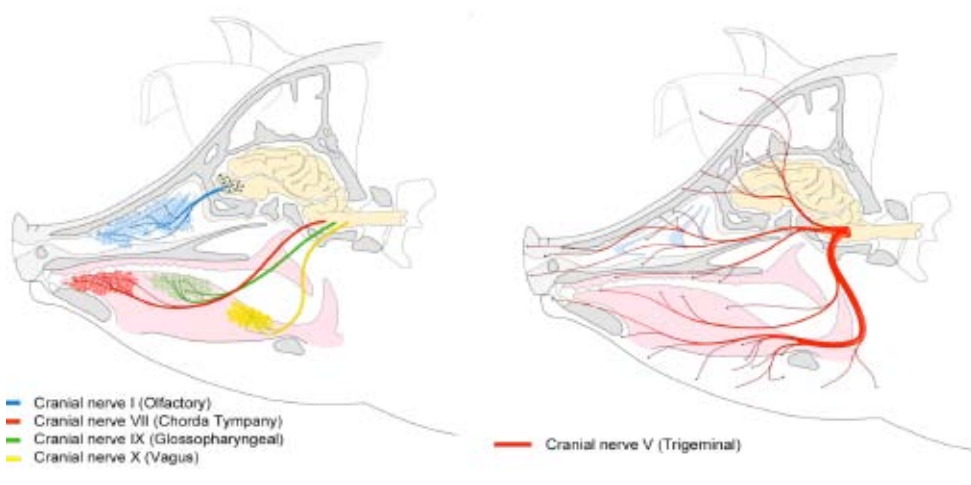 Cranial nerve I (Olfactory)
Cranial nerve VII (Chorda Tympany)
Cranial nerve IX (Glossopharyngeal)
Cranial nerve X (Vagus)
Cranial nerve V (Trigeminal)